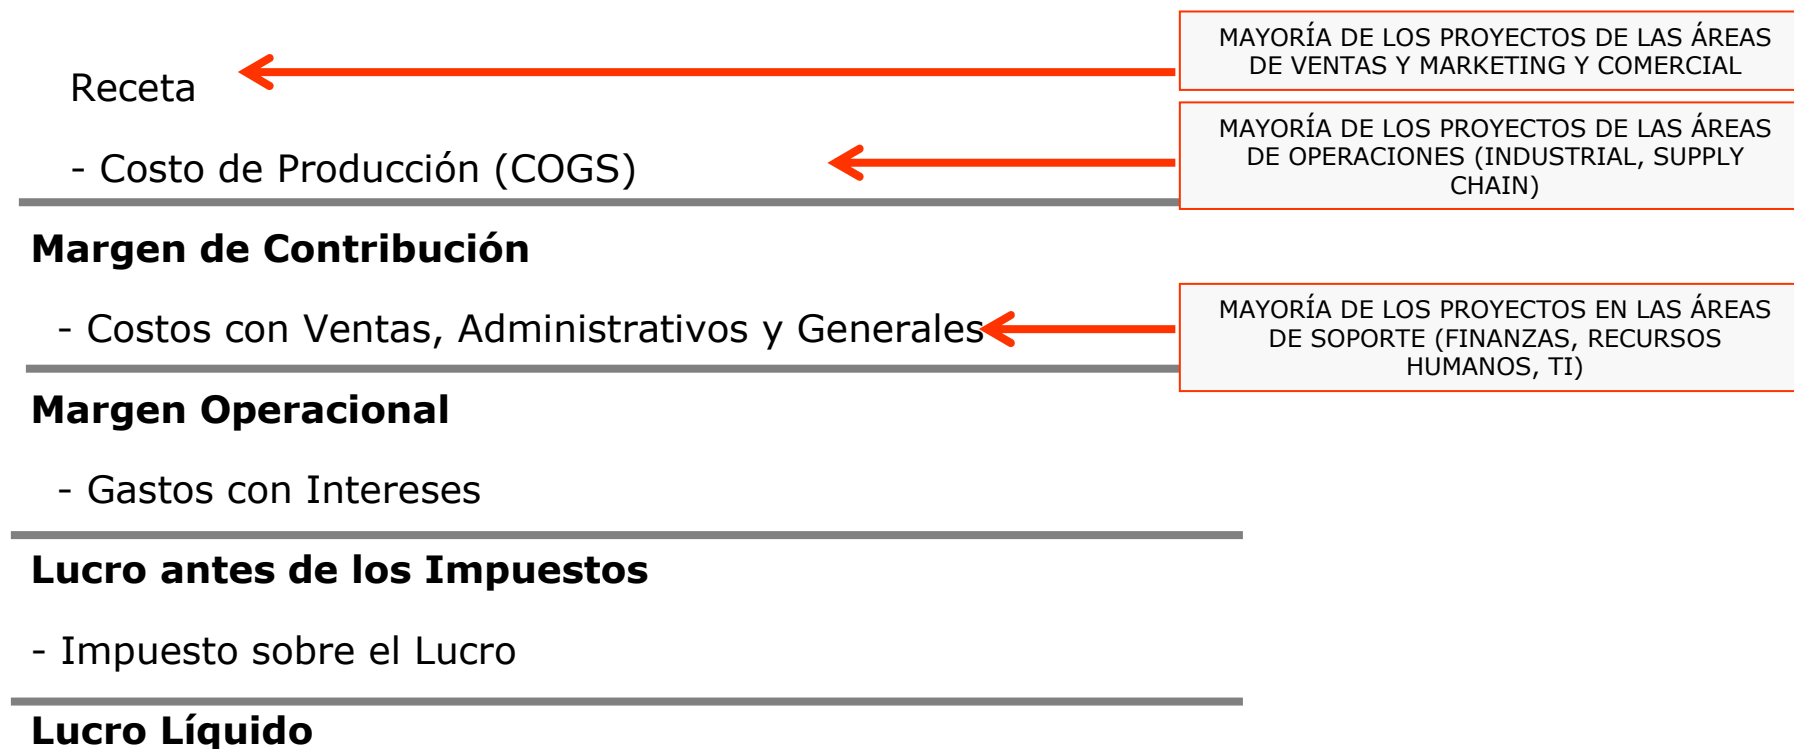 MAYORÍA DE LOS PROYECTOS DE LAS ÁREAS
DE VENTAS Y MARKETING Y COMERCIAL
Receta
MAYORÍA DE LOS PROYECTOS DE LAS ÁREAS
DE OPERACIONES (INDUSTRIAL, SUPPLY
CHAIN)
- Costo de Producción (COGS)
Margen de Contribución
MAYORÍA DE LOS PROYECTOS EN LAS ÁREAS
DE SOPORTE (FINANZAS, RECURSOS
HUMANOS, TI)
- Costos con Ventas, Administrativos y Generales
Margen Operacional
- Gastos con Intereses
Lucro antes de los Impuestos
- Impuesto sobre el Lucro
Lucro Líquido